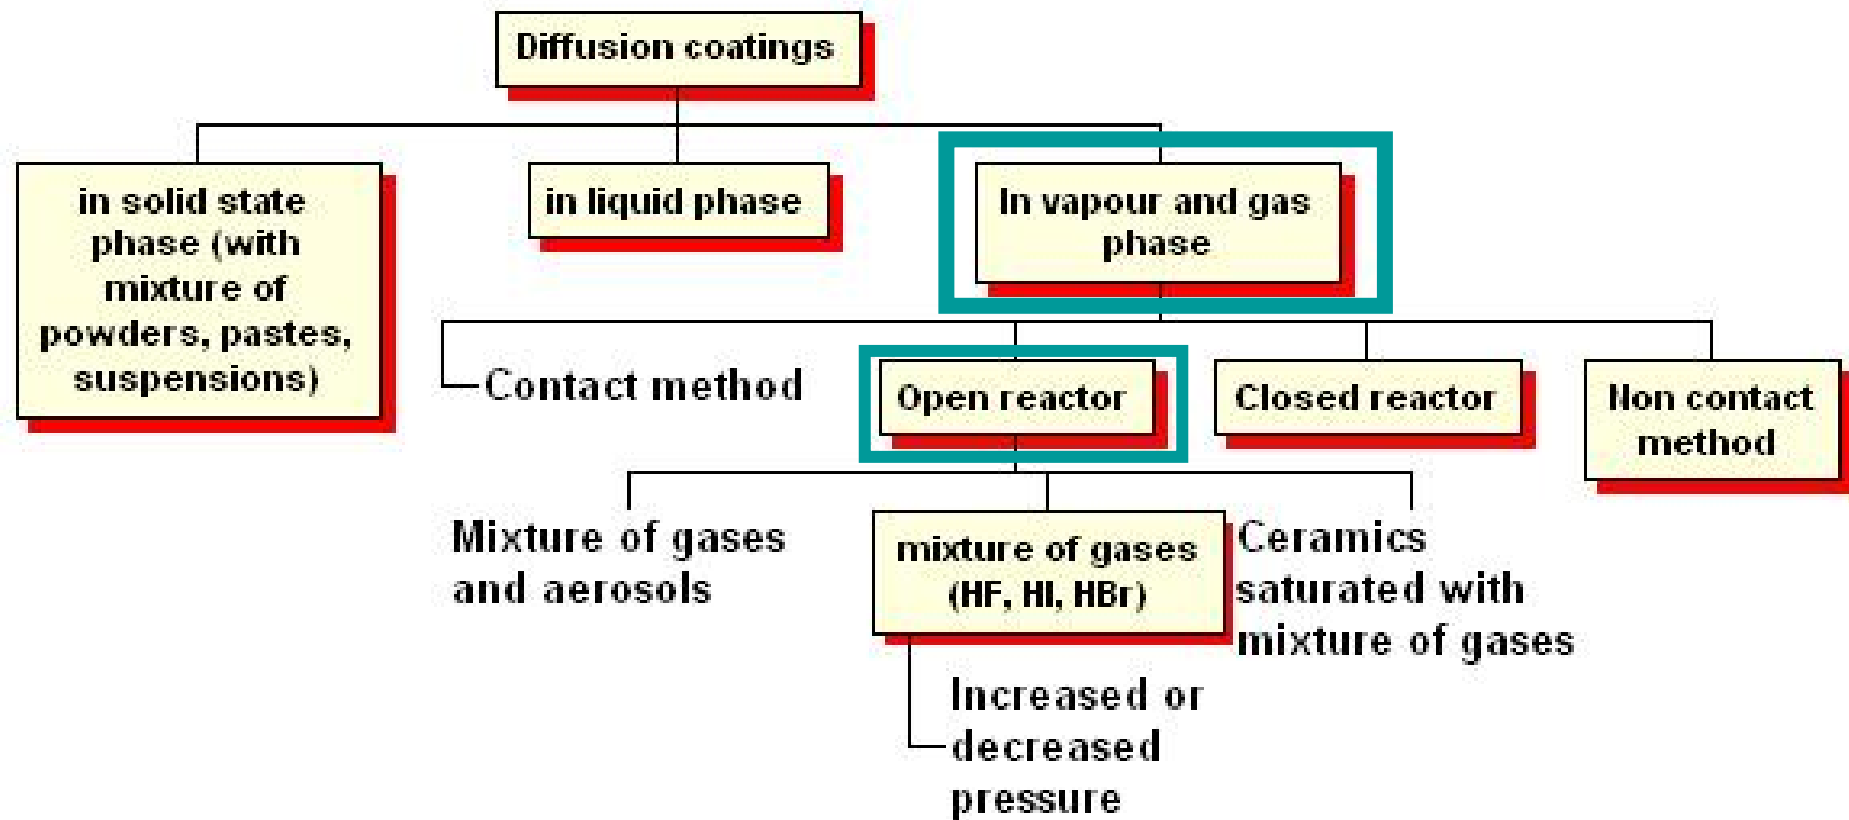 Diffusion coatings
in solid state
phase (with
mixture of
powders, pastes,
suspensions)
in liquid phase
In vapour and gas
phase
Contact method
Open reactor
Closed reactor
Non contact
method
Mixture of gases
and aerosols
mixture of gases
(HF, HI, HBr)
Ceramics
saturated with
mixture of gases
Increased or
decreased
pressure